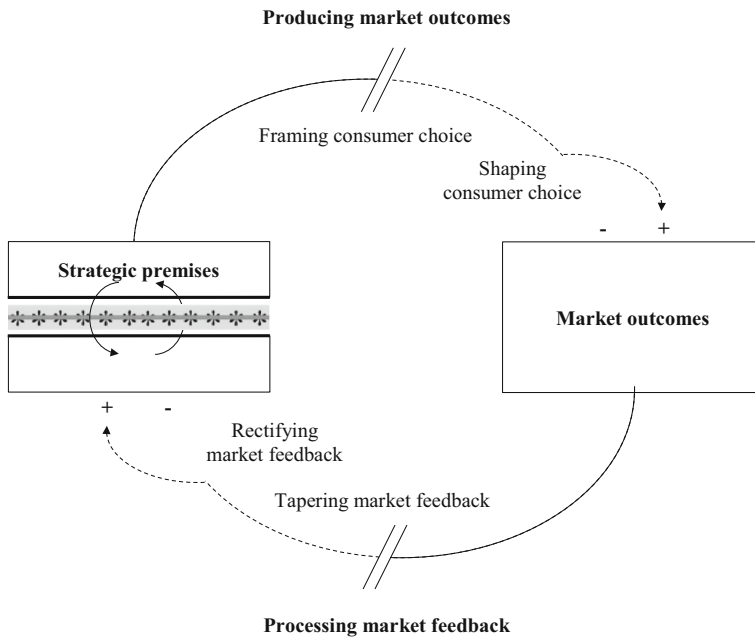 Producing market outcomes
Framing consumer choice
Shaping
consumer choice
- +
Strategic premises
Market outcomes
+ -
Rectifying
market feedback
Tapering market feedback
Processing market feedback